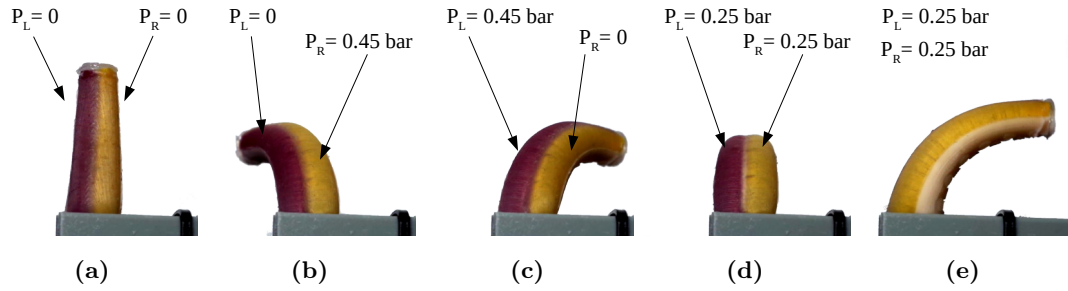 P_L= 0
P_R= 0
P_L= 0
P_R= 0.45 bar
P_L= 0.45 bar
P_R= 0
P_L= 0.25 bar
P_R= 0.25 bar
P_L= 0.25 bar
P_R= 0.25 bar
(a)
(b)
(c)
(d)
(e)